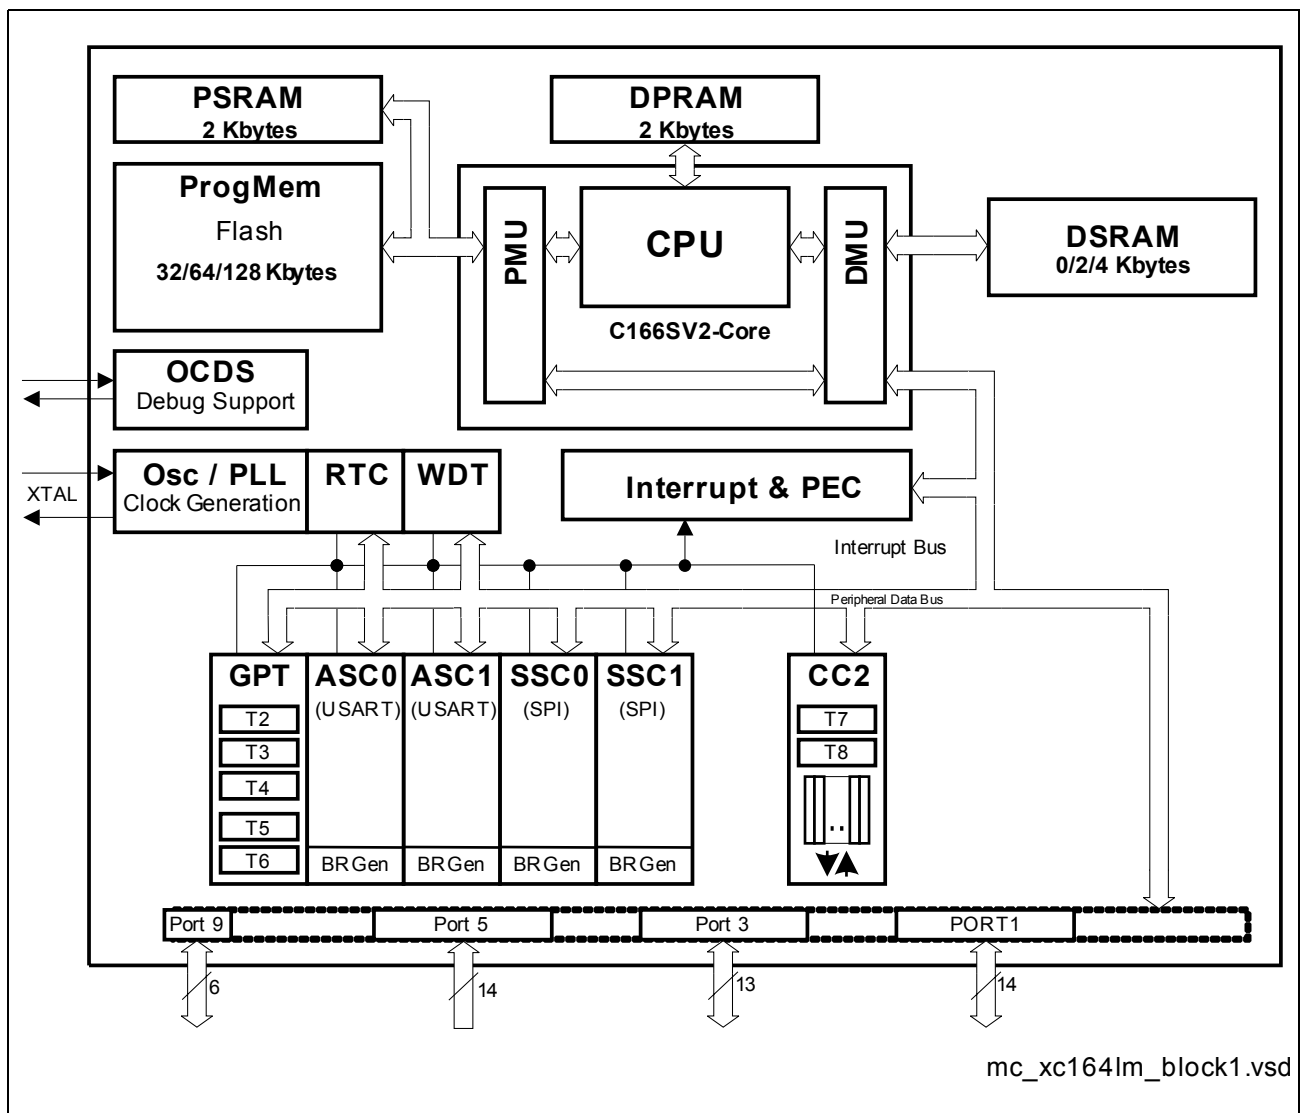 PSRAM
2 Kbytes
DPRAM
2 Kbytes
ProgMem
Flash
32/64/128 Kbytes
PMU
CPU
DMU
C166SV2-Core
DSRAM
0/2/4 Kbytes
OCDS
Debug Support
XTAL
Osc / PLL
Clock Generation
RTC
WDT
Interrupt & PEC
Interrupt Bus
Peripheral Data Bus
GPT
T2
T3
T4
T5
T6
ASC0
(USART)
BRGen
ASC1
(USART)
BRGen
SSC0
(SPI)
BRGen
SSC1
(SPI)
BRGen
CC2
T7
T8
..
Port 9
Port 5
Port 3
PORT1
6
14
13
14
mc_xc164lm_block1.vsd